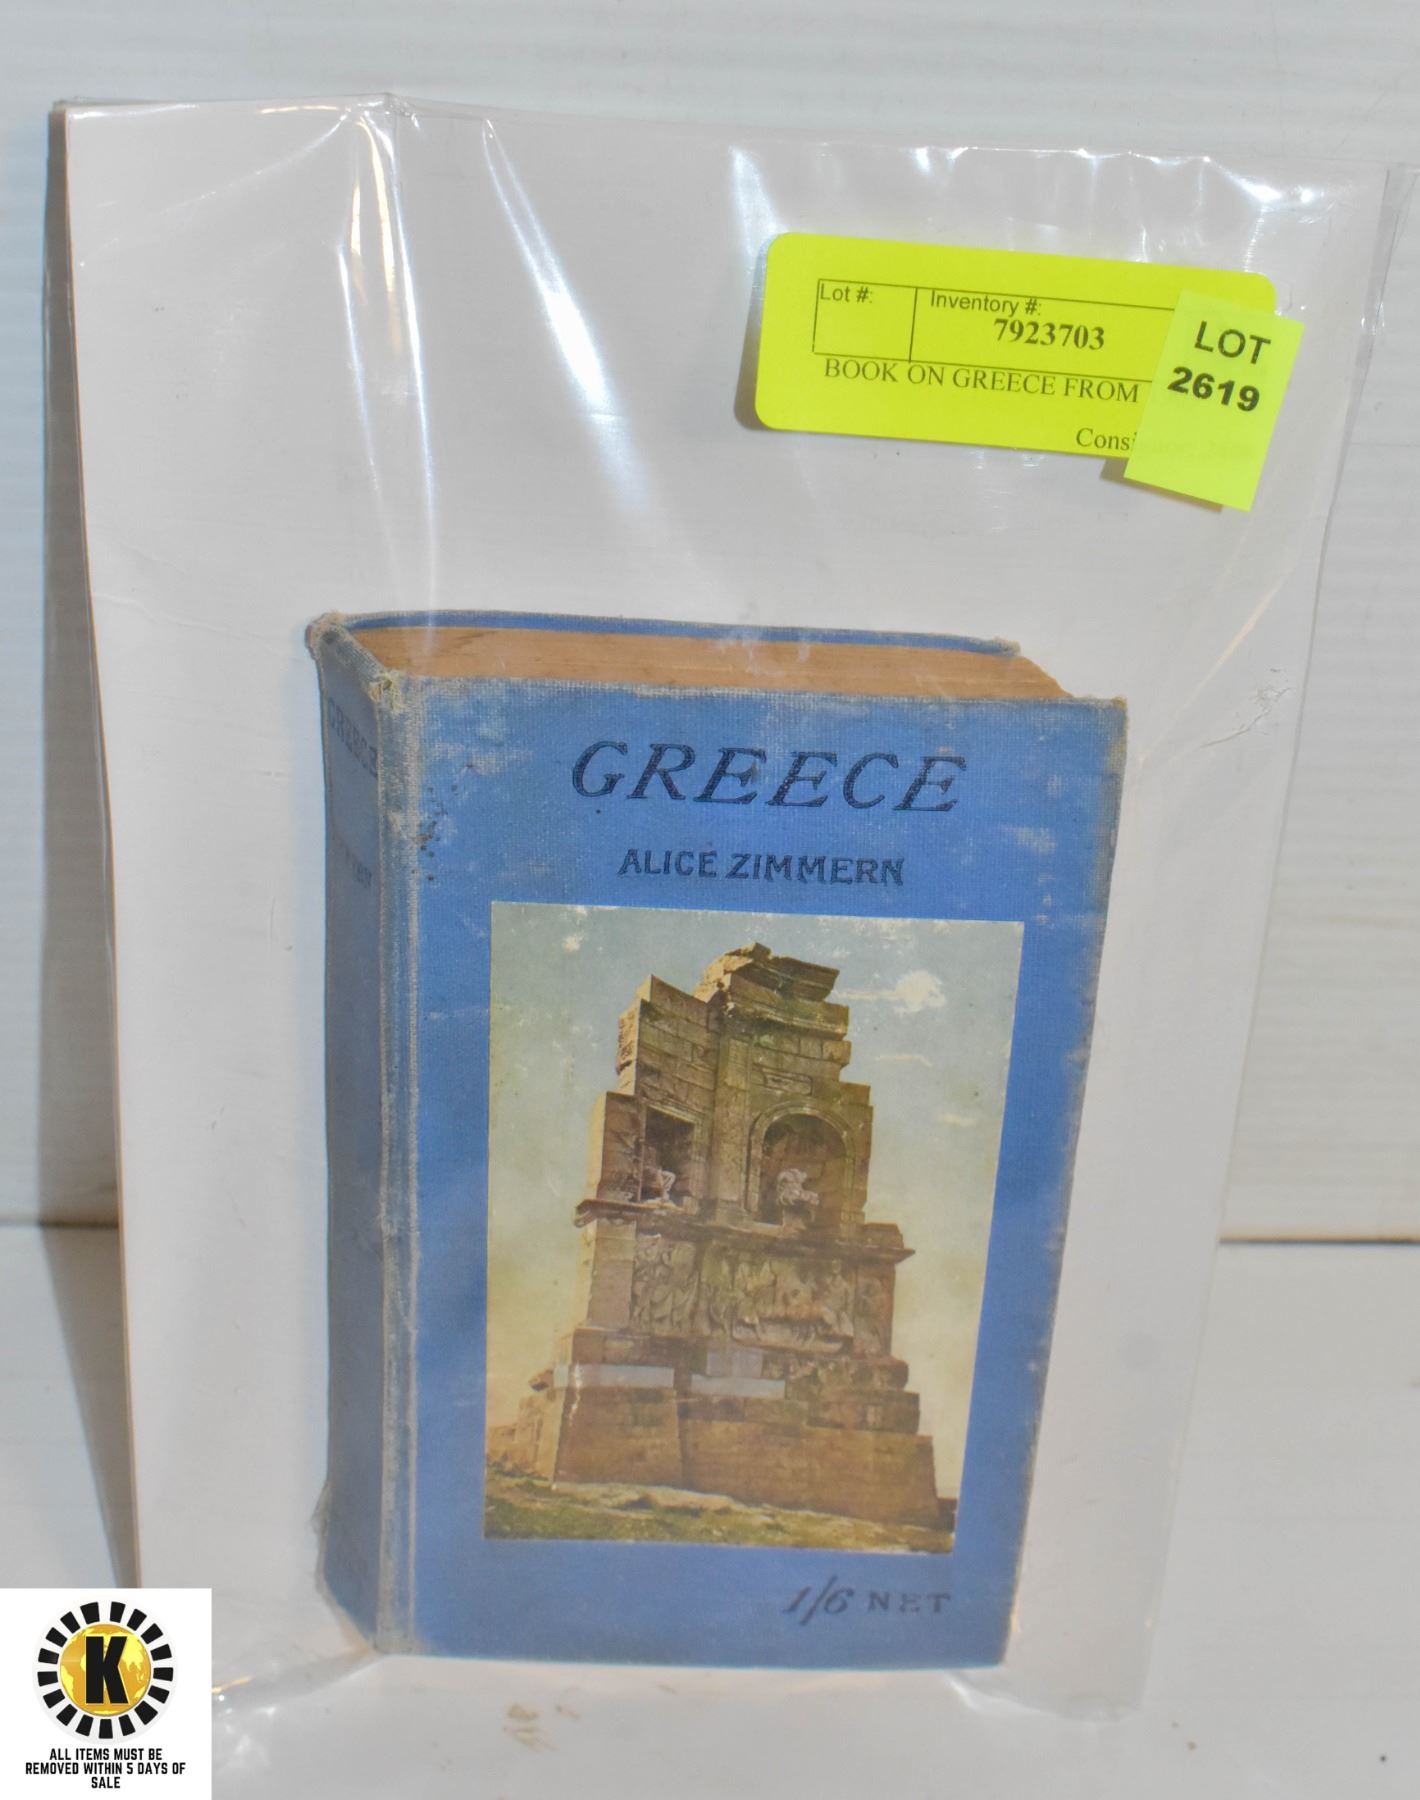 Lot #:
Inventory #:
7923703
LOT
2619
BOOK ON GREECE FROM
GREECE
GREECE
ALICE ZIMMERN
1/6 NET
K
ALL ITEMS MUST BE
REMOVED WITHIN 5 DAYS OF
SALE